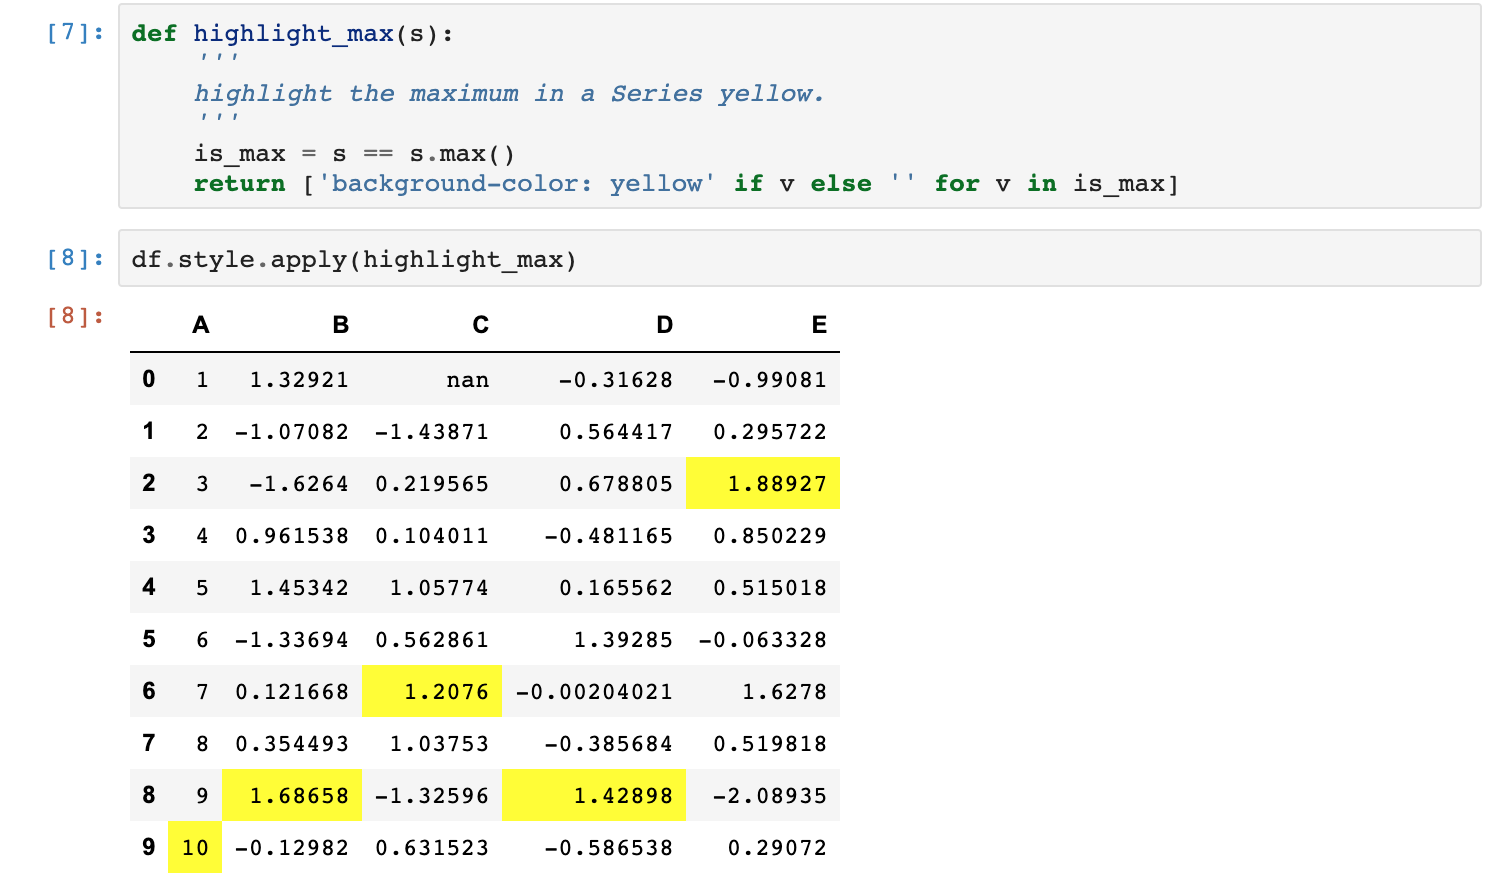 [7]: def highlight_max(s):
'''
highlight the maximum in a Series yellow.
'''
is_max = s == s.max()
return ['background-color: yellow' if v else '' for v in is_max]
[8]: df.style.apply(highlight_max)
[8]:
A B C D E
0 1 1.32921 nan -0.31628 -0.99081
1 2 -1.07082 -1.43871 0.564417 0.295722
2 3 -1.6264 0.219565 0.678805 1.88927
3 4 0.961538 0.104011 -0.481165 0.850229
4 5 1.45342 1.05774 0.165562 0.515018
5 6 -1.33694 0.562861 1.39285 -0.063328
6 7 0.121668 1.2076 -0.00204021 1.6278
7 8 0.354493 1.03753 -0.385684 0.519818
8 9 1.68658 -1.32596 1.42898 -2.08935
9 10 -0.12982 0.631523 -0.586538 0.29072